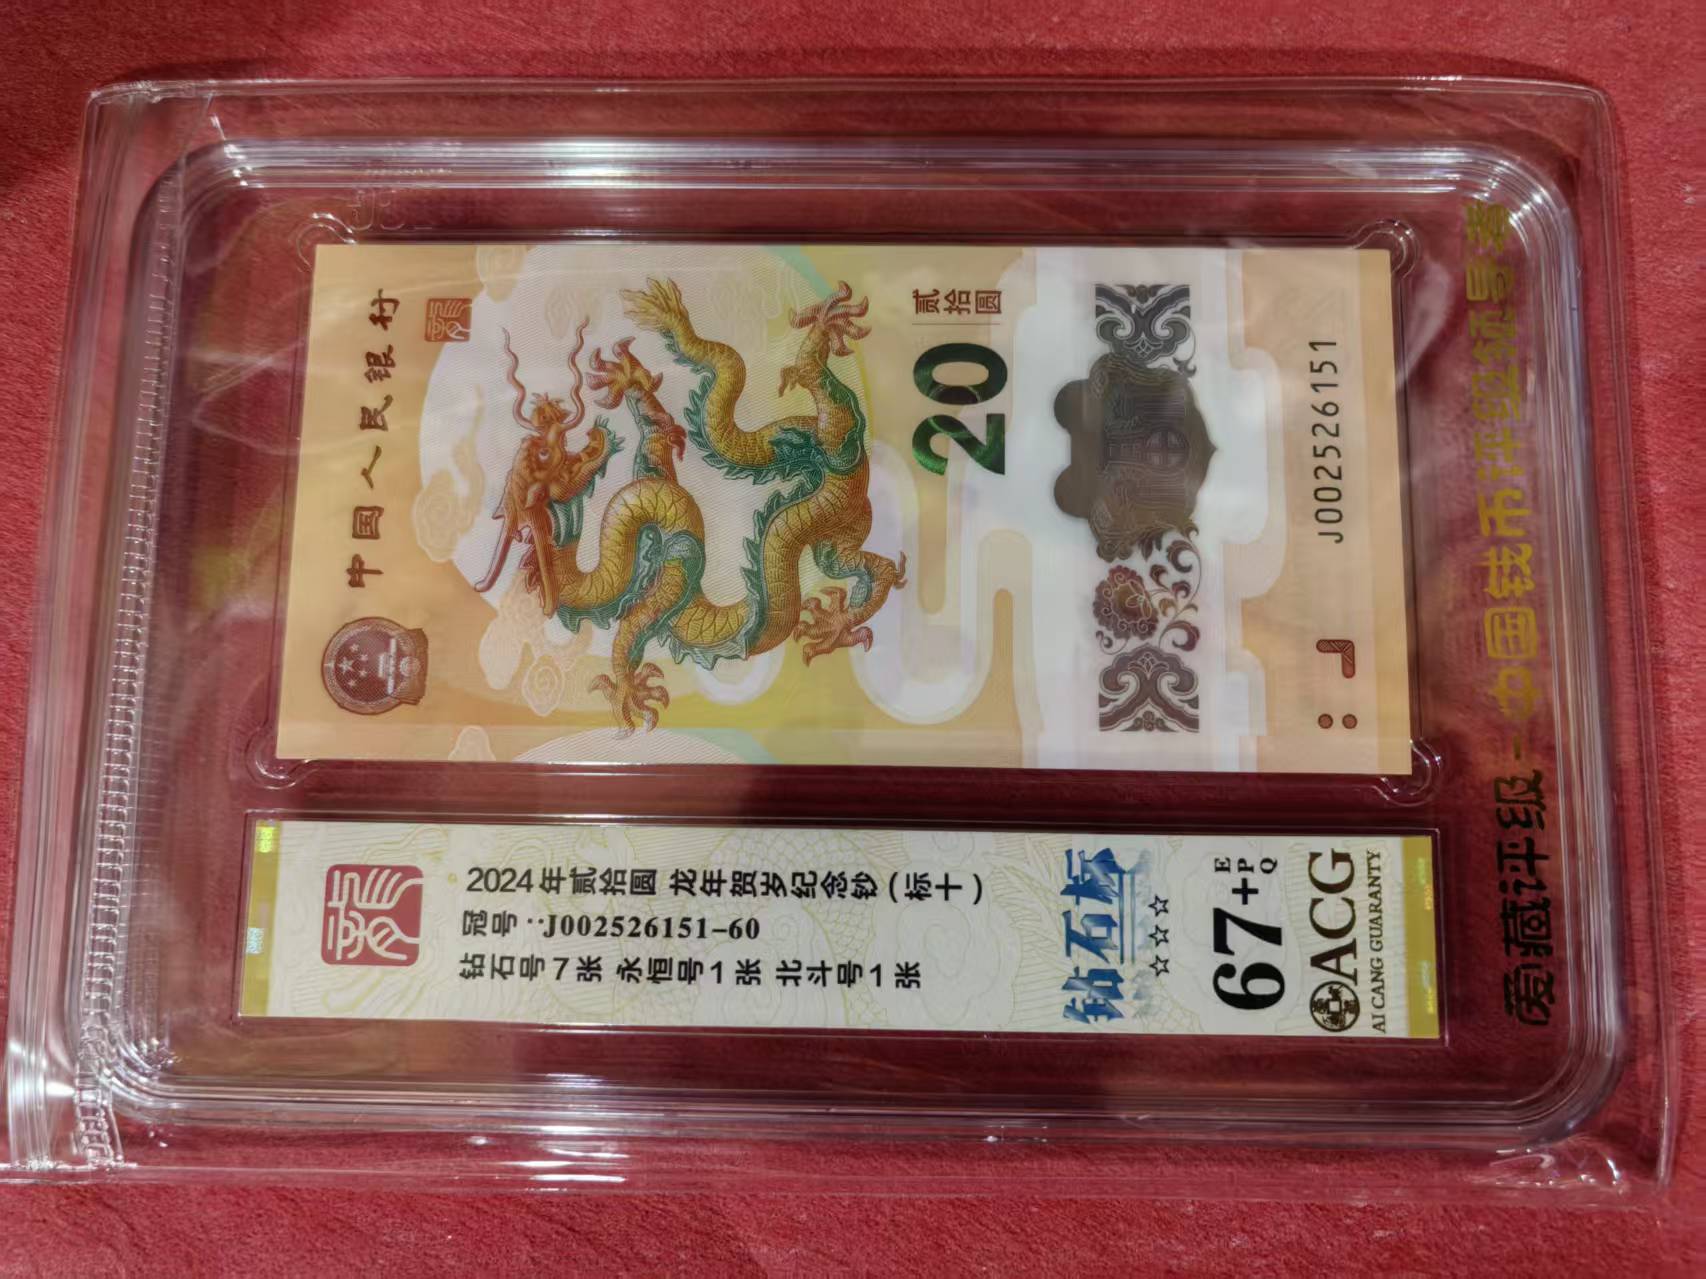 中国人民银行
贰拾圆
20
J002526151
2024年贰拾圆 龙年贺岁纪念钞(标十)
冠号:J002526151-60
钻石号7张 永恒号1张 北斗号1张
钻石标
☆☆☆
67+
EPQ
ACG
AI CANG GUARANTY
爱藏评级-中国钱币评级领导者